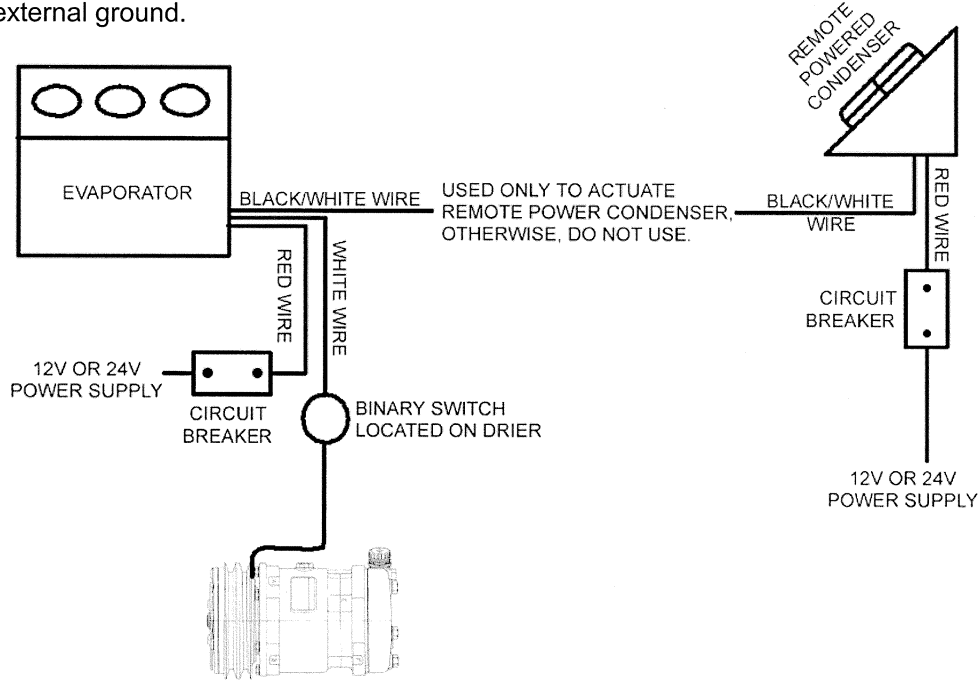 external ground.
REMOTE
POWERED
CONDENSER
EVAPORATOR
BLACK/WHITE WIRE
USED ONLY TO ACTUATE
REMOTE POWER CONDENSER,
OTHERWISE, DO NOT USE.
BLACK/WHITE
WIRE
RED WIRE
RED WIRE
WHITE WIRE
CIRCUIT
BREAKER
12V OR 24V
POWER SUPPLY
CIRCUIT
BREAKER
BINARY SWITCH
LOCATED ON DRIER
12V OR 24V
POWER SUPPLY